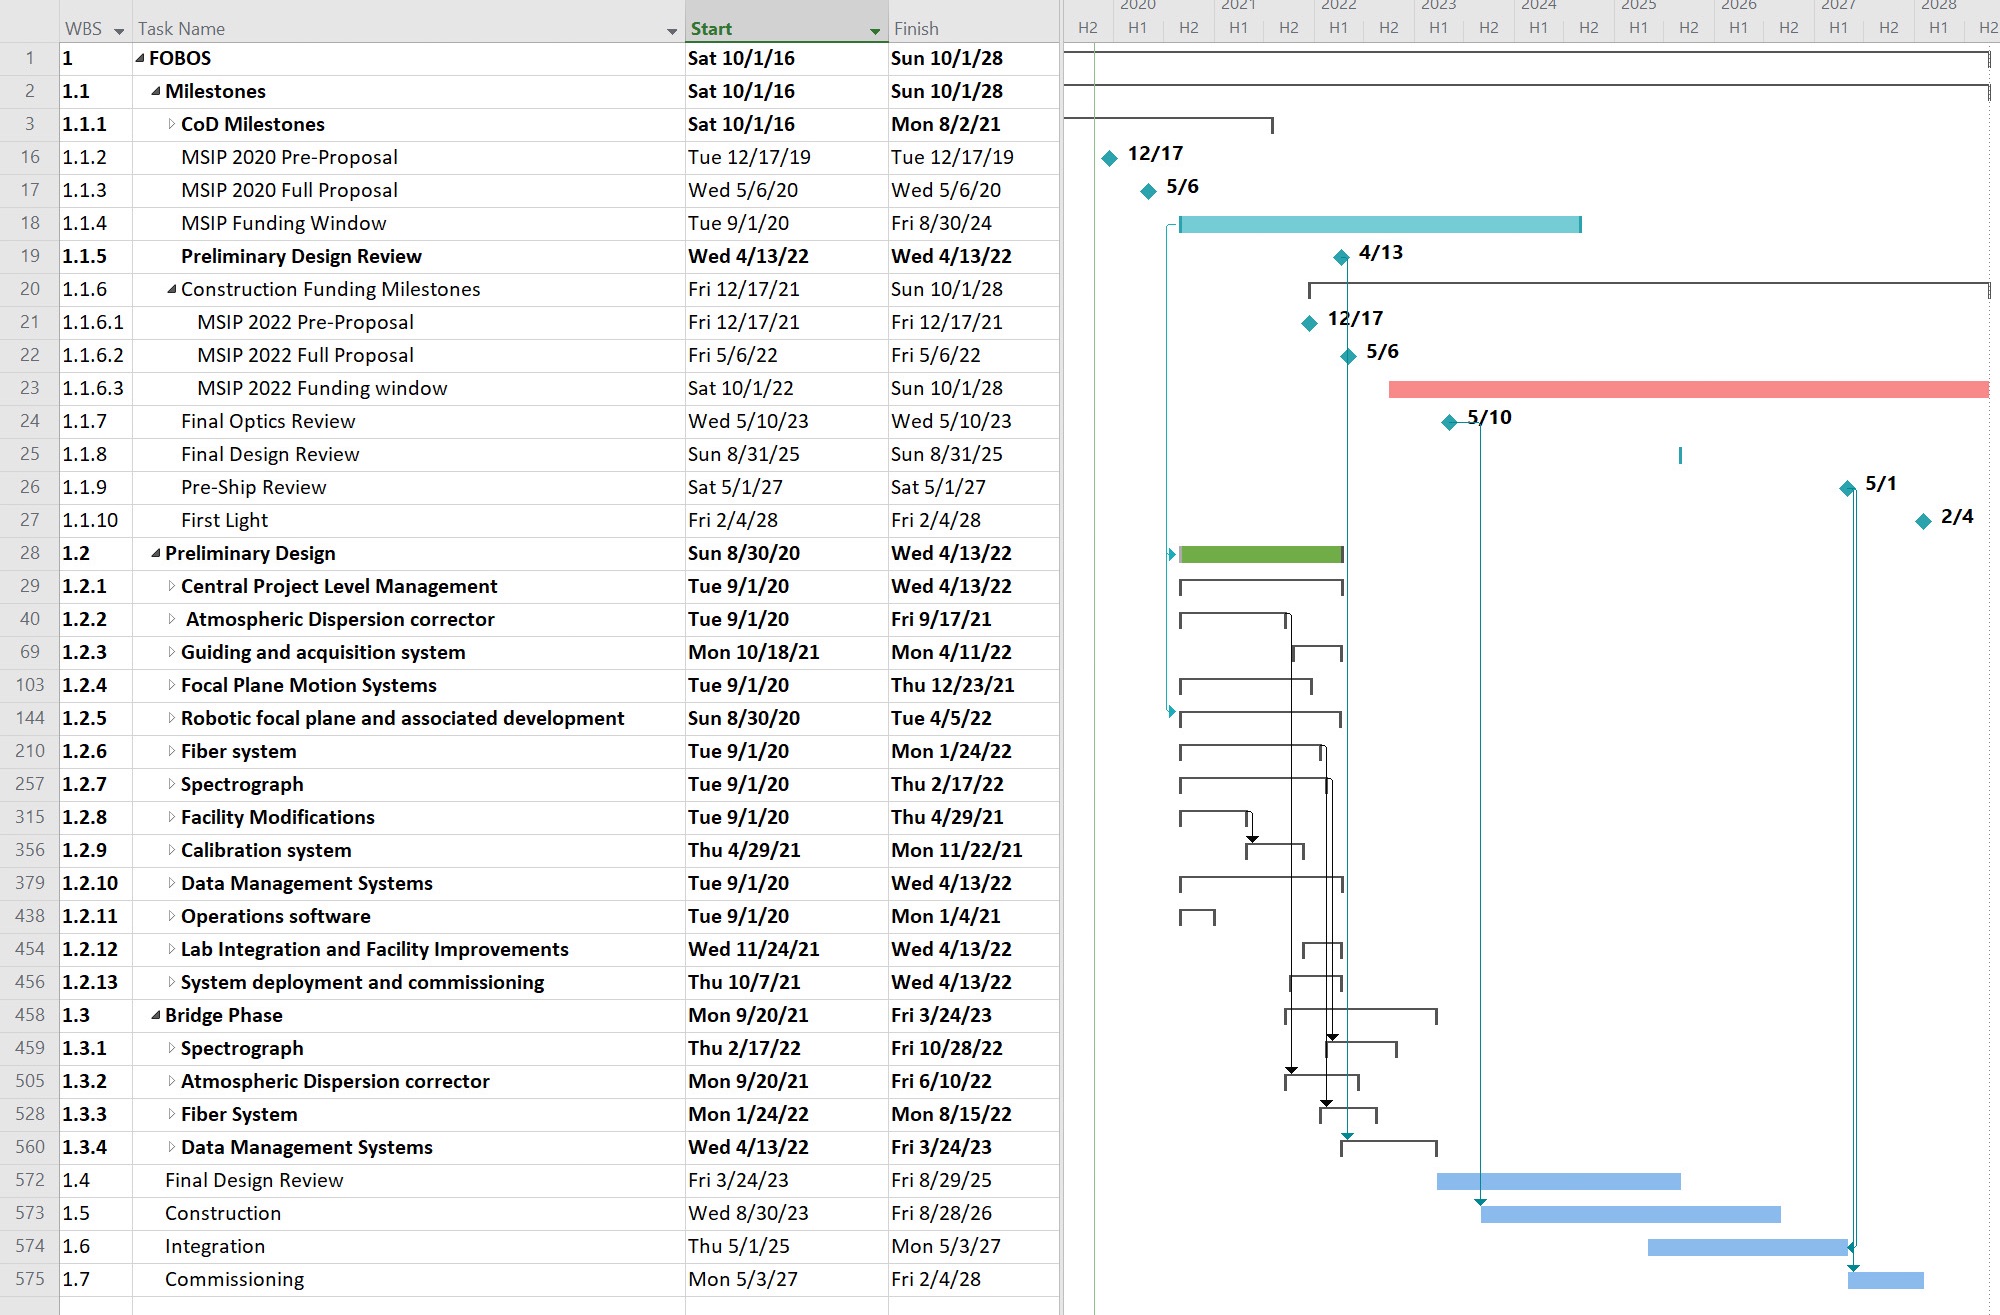 2020 2021 2022 2023 2024 2025 2026 2027 2028
WBS Task Name Start Finish H2 H1 H2 H1 H2 H1 H2 H1 H2 H1 H2 H1 H2 H1 H2 H1 H2 H1 H2
1 1 FOBOS Sat 10/1/16 Sun 10/1/28
2 1.1 Milestones Sat 10/1/16 Sun 10/1/28
3 1.1.1 CoD Milestones Sat 10/1/16 Mon 8/2/21
16 1.1.2 MSIP 2020 Pre-Proposal Tue 12/17/19 Tue 12/17/19 12/17
17 1.1.3 MSIP 2020 Full Proposal Wed 5/6/20 Wed 5/6/20 5/6
18 1.1.4 MSIP Funding Window Tue 9/1/20 Fri 8/30/24
19 1.1.5 Preliminary Design Review Wed 4/13/22 Wed 4/13/22 4/13
20 1.1.6 Construction Funding Milestones Fri 12/17/21 Sun 10/1/28
21 1.1.6.1 MSIP 2022 Pre-Proposal Fri 12/17/21 Fri 12/17/21 12/17
22 1.1.6.2 MSIP 2022 Full Proposal Fri 5/6/22 Fri 5/6/22 5/6
23 1.1.6.3 MSIP 2022 Funding window Sat 10/1/22 Sun 10/1/28
24 1.1.7 Final Optics Review Wed 5/10/23 Wed 5/10/23 5/10
25 1.1.8 Final Design Review Sun 8/31/25 Sun 8/31/25
26 1.1.9 Pre-Ship Review Sat 5/1/27 Sat 5/1/27 5/1
27 1.1.10 First Light Fri 2/4/28 Fri 2/4/28 2/4
28 1.2 Preliminary Design Sun 8/30/20 Wed 4/13/22
29 1.2.1 Central Project Level Management Tue 9/1/20 Wed 4/13/22
40 1.2.2 Atmospheric Dispersion corrector Tue 9/1/20 Fri 9/17/21
69 1.2.3 Guiding and acquisition system Mon 10/18/21 Mon 4/11/22
103 1.2.4 Focal Plane Motion Systems Tue 9/1/20 Thu 12/23/21
144 1.2.5 Robotic focal plane and associated development Sun 8/30/20 Tue 4/5/22
210 1.2.6 Fiber system Tue 9/1/20 Mon 1/24/22
257 1.2.7 Spectrograph Tue 9/1/20 Thu 2/17/22
315 1.2.8 Facility Modifications Tue 9/1/20 Thu 4/29/21
356 1.2.9 Calibration system Thu 4/29/21 Mon 11/22/21
379 1.2.10 Data Management Systems Tue 9/1/20 Wed 4/13/22
438 1.2.11 Operations software Tue 9/1/20 Mon 1/4/21
454 1.2.12 Lab Integration and Facility Improvements Wed 11/24/21 Wed 4/13/22
456 1.2.13 System deployment and commissioning Thu 10/7/21 Wed 4/13/22
458 1.3 Bridge Phase Mon 9/20/21 Fri 3/24/23
459 1.3.1 Spectrograph Thu 2/17/22 Fri 10/28/22
505 1.3.2 Atmospheric Dispersion corrector Mon 9/20/21 Fri 6/10/22
528 1.3.3 Fiber System Mon 1/24/22 Mon 8/15/22
560 1.3.4 Data Management Systems Wed 4/13/22 Fri 3/24/23
572 1.4 Final Design Review Fri 3/24/23 Fri 8/29/25
573 1.5 Construction Wed 8/30/23 Fri 8/28/26
574 1.6 Integration Thu 5/1/25 Mon 5/3/27
575 1.7 Commissioning Mon 5/3/27 Fri 2/4/28